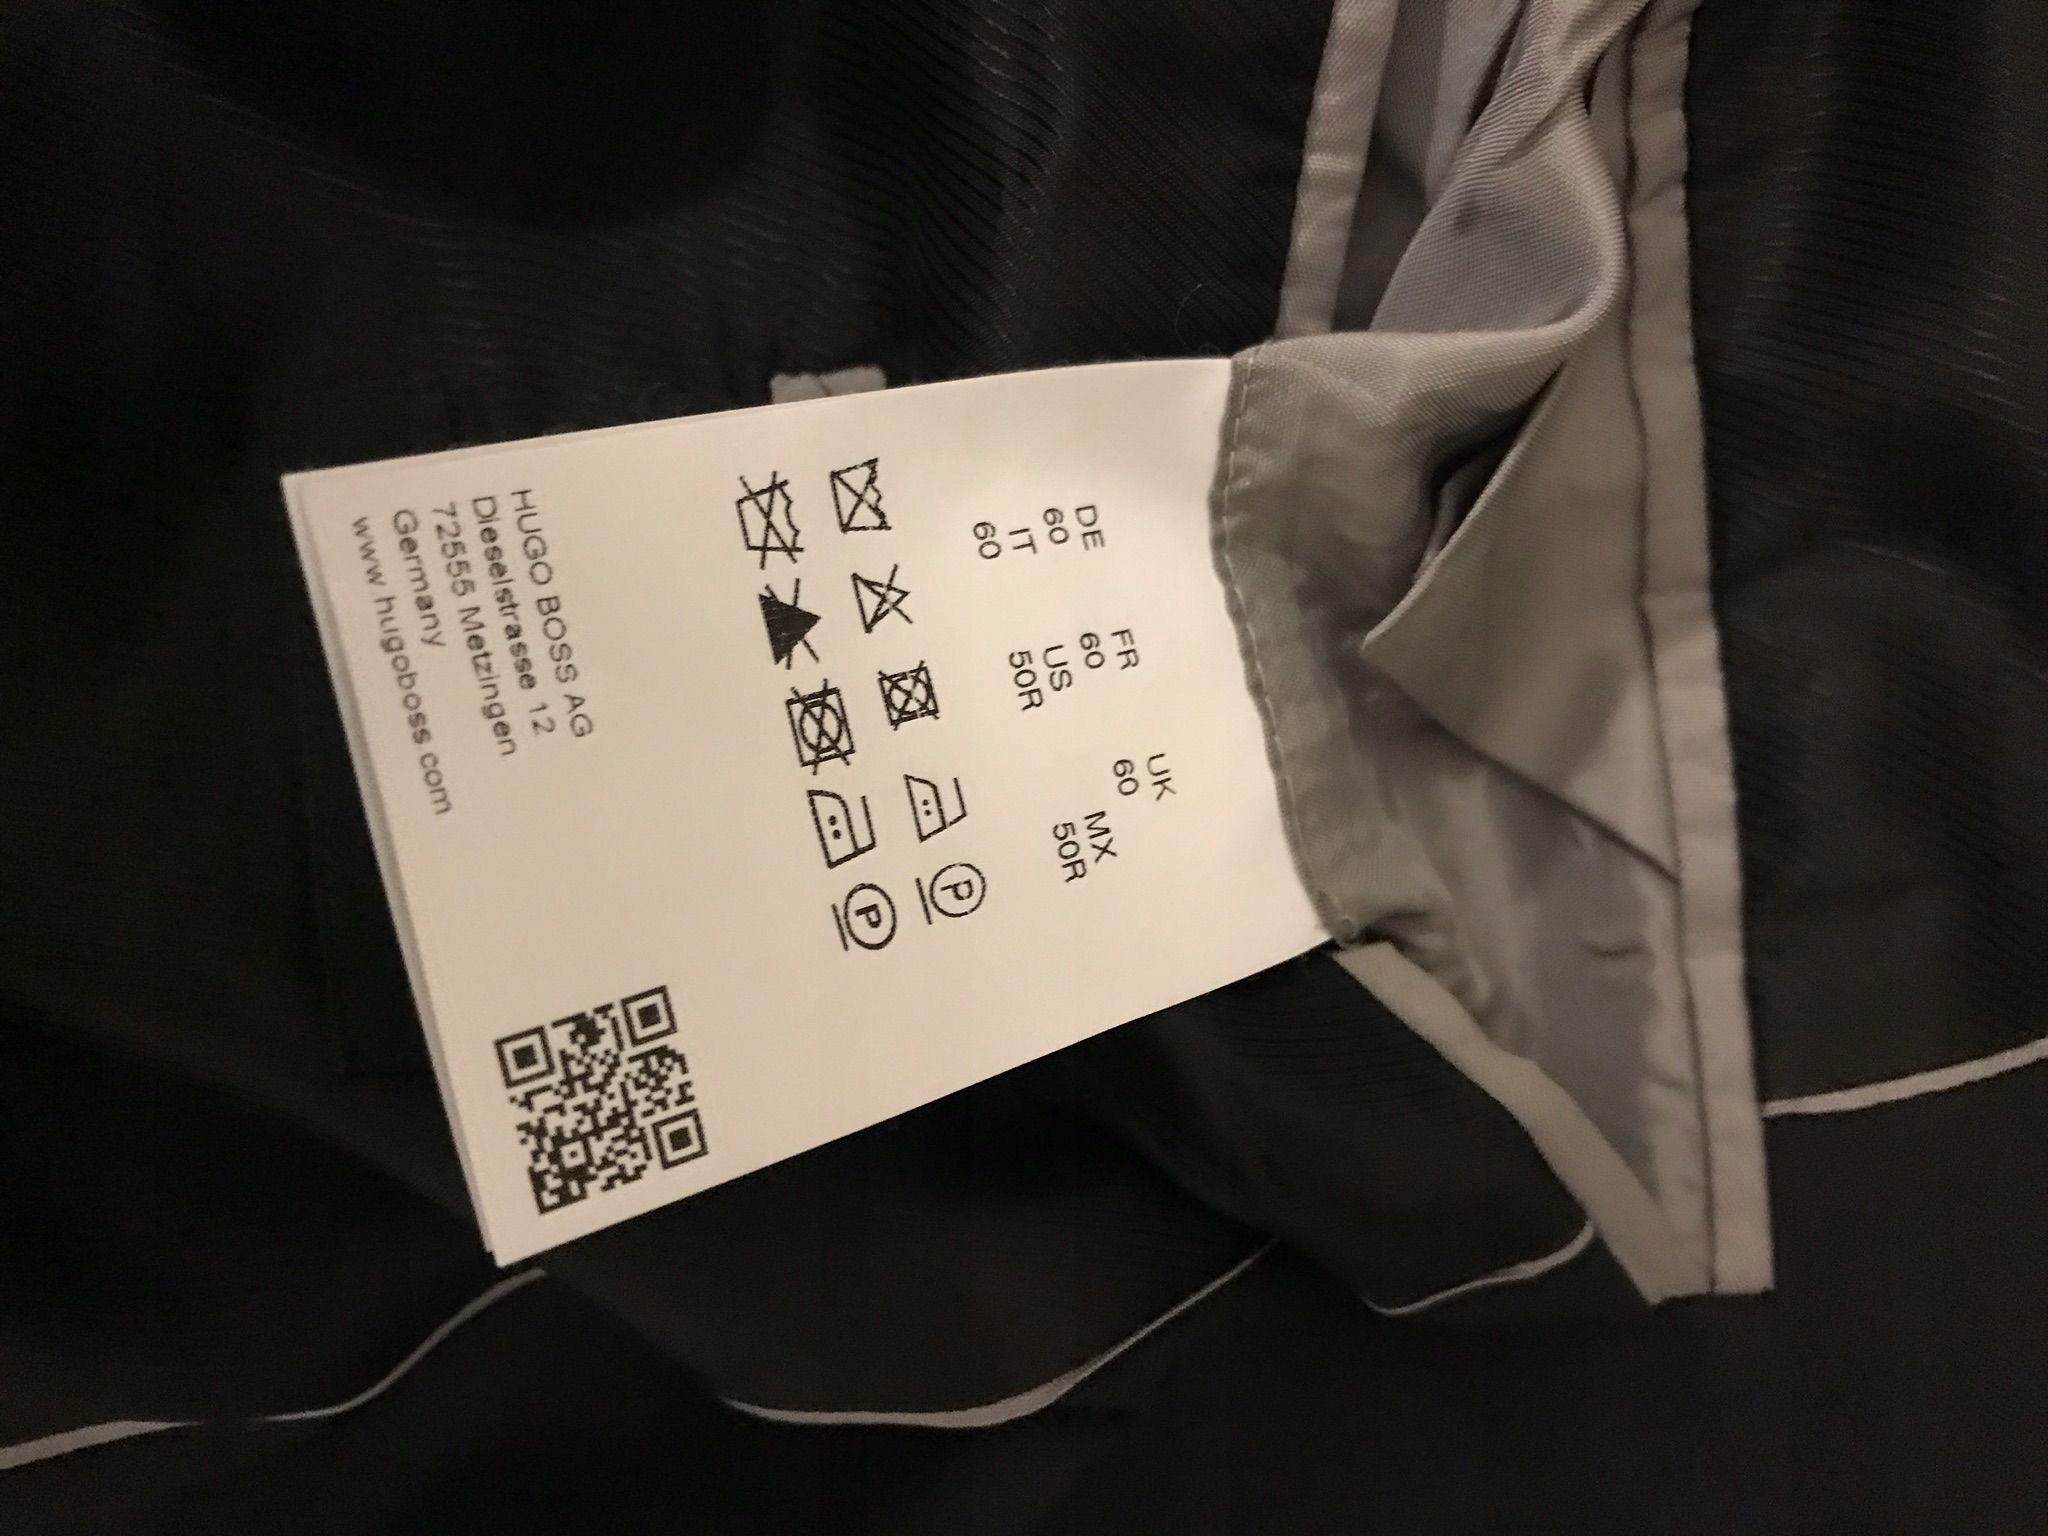 DE FR UK
60 60 60
IT US MX
60 50R 50R
P
P
HUGO BOSS AG
Dieselstrasse 12
72555 Metzingen
Germany
www.hugoboss.com